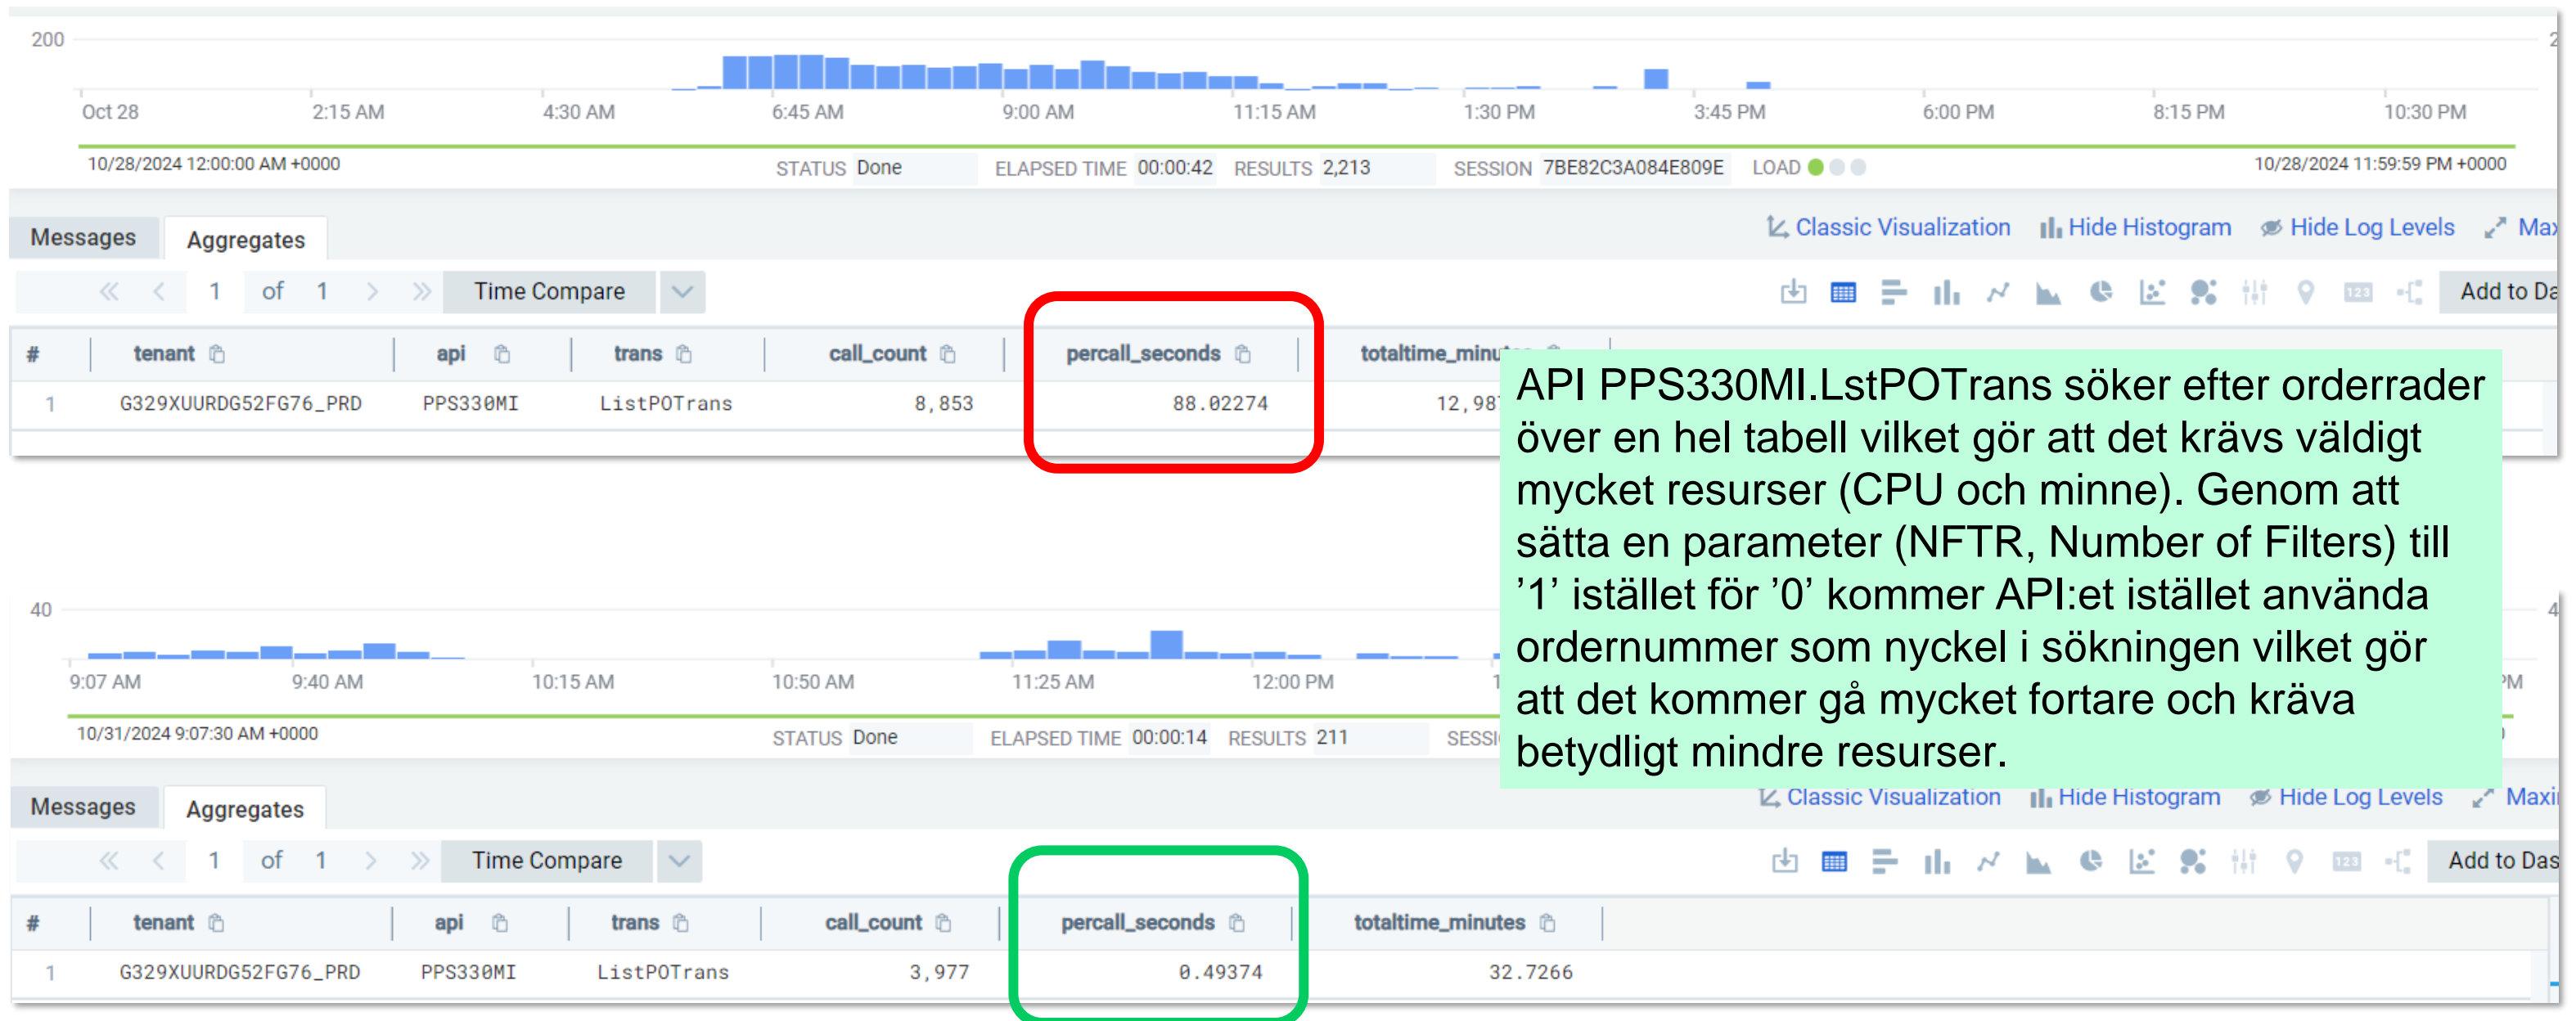 200
Oct 28 2:15 AM 4:30 AM 6:45 AM 9:00 AM 11:15 AM 1:30 PM 3:45 PM 6:00 PM 8:15 PM 10:30 PM
10/28/2024 12:00:00 AM +0000 STATUS Done ELAPSED TIME 00:00:42 RESULTS 2,213 SESSION 7BE82C3A084E809E LOAD 10/28/2024 11:59:59 PM +0000
Messages Aggregates Classic Visualization Hide Histogram Hide Log Levels
« < 1 of 1 > » Time Compare 123 Add to
# tenant api trans call_count percall_seconds
1 G329XUURDG52FG76_PRD PPS330MI ListPOTrans 8,853 88.02274
API PPS330MI.LstPOTrans söker efter orderrader
över en hel tabell vilket gör att det krävs väldigt
mycket resurser (CPU och minne). Genom att
sätta en parameter (NFTR, Number of Filters) till
’1’ istället för ’0’ kommer API:et istället använda
ordernummer som nyckel i sökningen vilket gör
att det kommer gå mycket fortare och kräva
betydligt mindre resurser.
40
9:07 AM 9:40 AM 10:15 AM 10:50 AM 11:25 AM 12:00 PM
10/31/2024 9:07:30 AM +0000 STATUS Done ELAPSED TIME 00:00:14 RESULTS 211
Messages Aggregates Classic Visualization Hide Histogram Hide Log Levels
« < 1 of 1 > » Time Compare 123 Add to
# tenant api trans call_count percall_seconds totaltime_minutes
1 G329XUURDG52FG76_PRD PPS330MI ListPOTrans 3,977 0.49374 32.7266